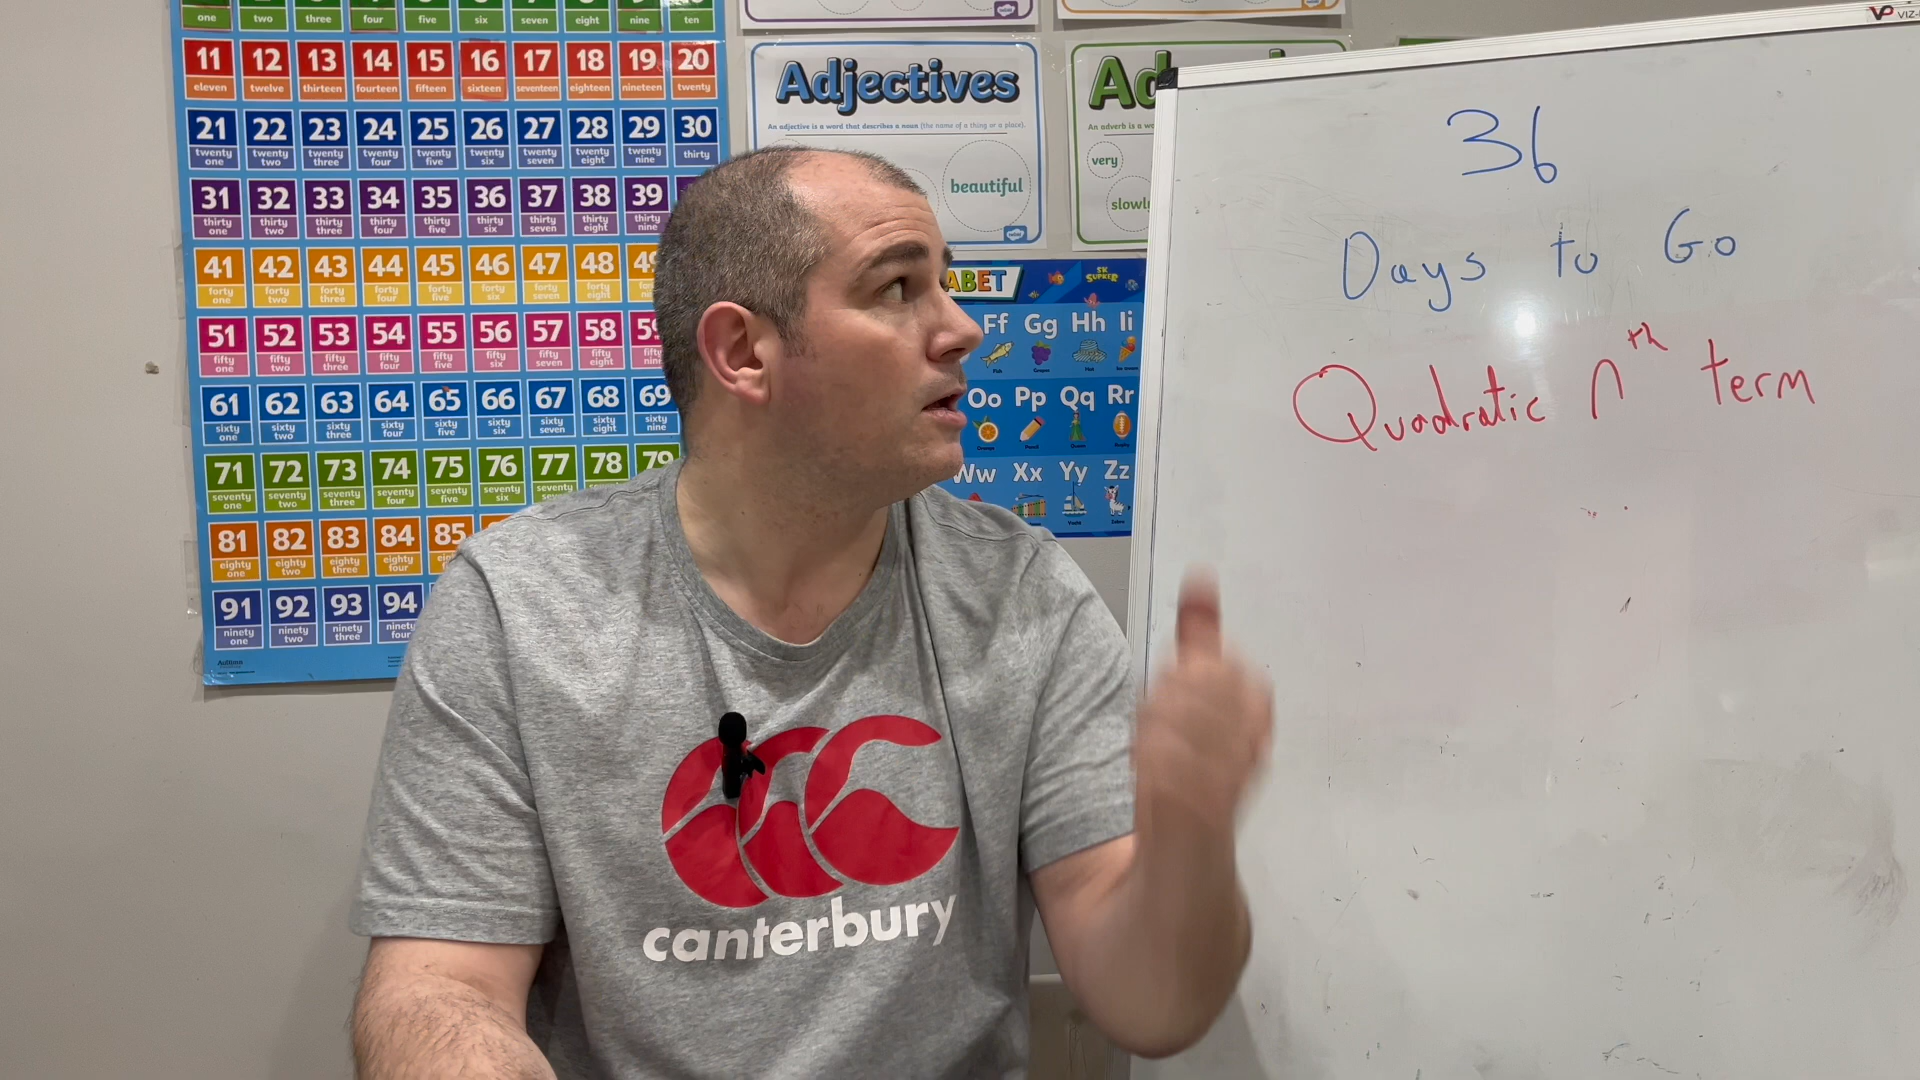 one two three four five six seven eight nine ten
11 12 13 14 15 16 17 18 19 20
eleven twelve thirteen fourteen fifteen sixteen seventeen eighteen nineteen twenty
21 22 23 24 25 26 27 28 29 30
twenty one twenty two twenty three twenty four twenty five twenty six twenty seven twenty eight twenty nine thirty
31 32 33 34 35 36 37 38 39
thirty one thirty two thirty three thirty four thirty five thirty six thirty seven thirty eight thirty nine
41 42 43 44 45 46 47 48 49
forty one forty two forty three forty four forty five forty six forty seven forty eight
51 52 53 54 55 56 57 58 59
fifty one fifty two fifty three fifty four fifty five fifty six fifty seven fifty eight fifty
61 62 63 64 65 66 67 68 69
sixty one sixty two sixty three sixty four sixty five sixty six sixty seven sixty eight sixty nine
71 72 73 74 75 76 77 78 79
seventy one seventy two seventy three seventy four seventy five seventy six seventy
81 82 83 84 85
eighty one eighty two eighty three eighty four
91 92 93 94
ninety one ninety two ninety three ninety four
Adjectives
An adjective is a word that describes a noun (the name of a thing or a place).
beautiful
Ad
An adverb is a
very
slowl
ABET
SK SUPKER
Ff Gg Hh Ii
Oo Pp Qq Rr
Ww Xx Yy Zz
canterbury
36
Days to Go
Quadratic nth term